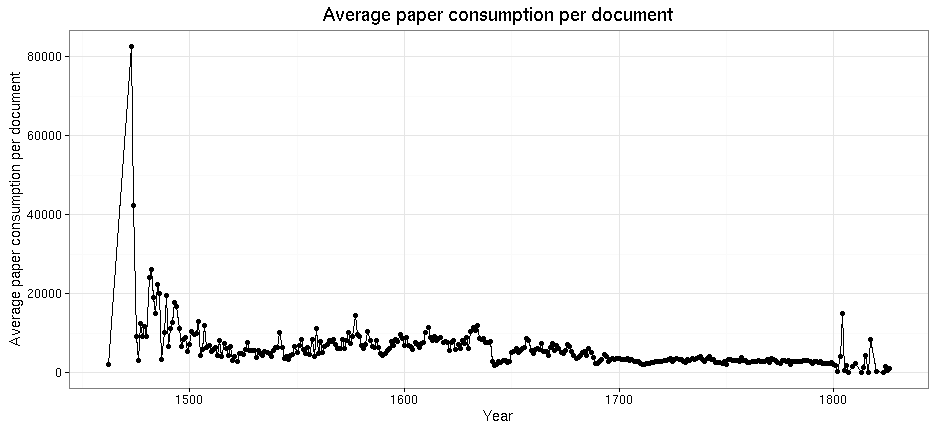 Average paper consumption per document
Average paper consumption per document
80000
60000
40000
20000
0
1500 1600 1700 1800
Year